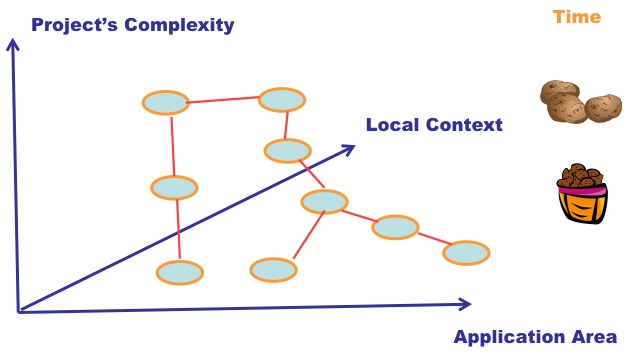 Time
Project's Complexity
Local Context
Application Area